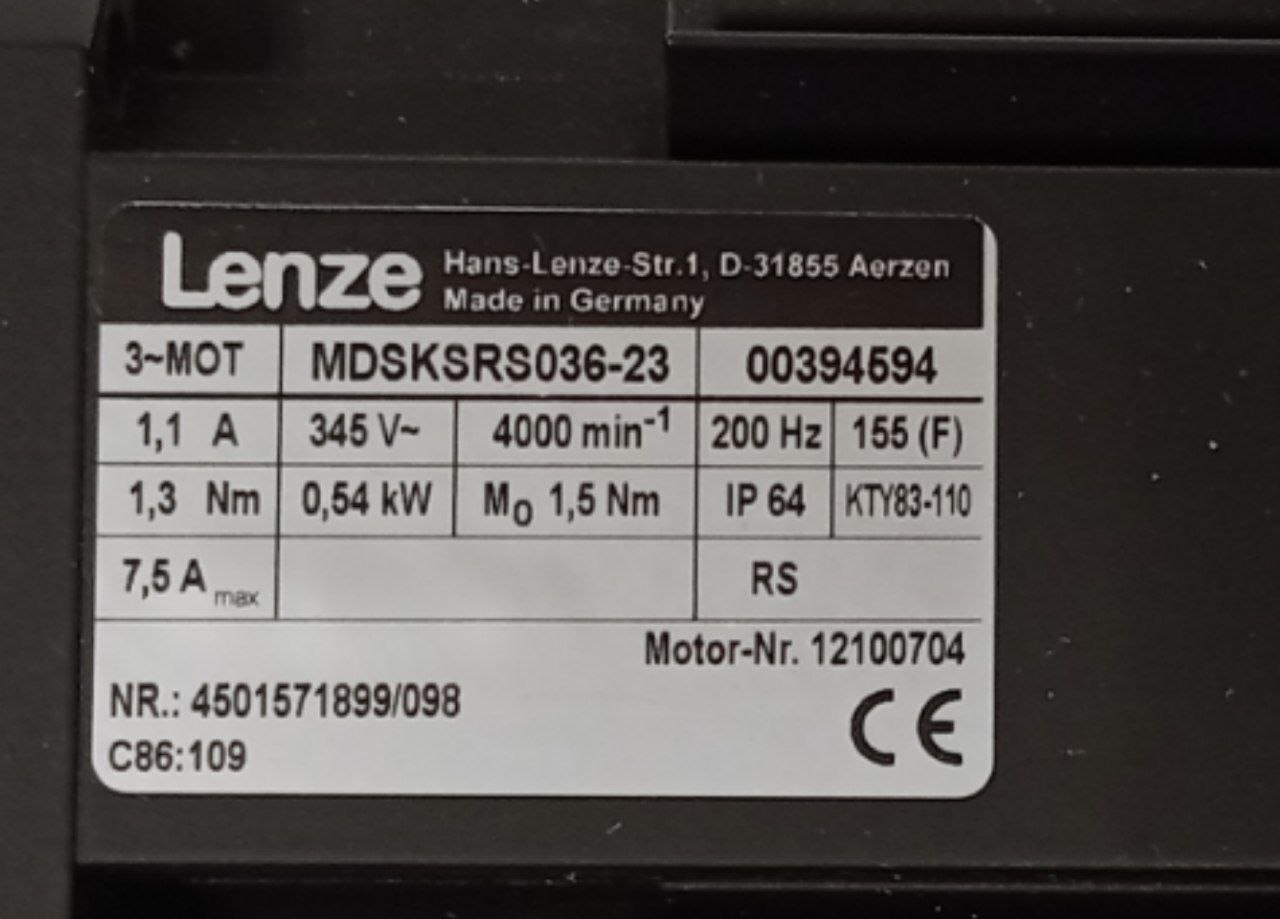 Lenze
Hans-Lenze-Str.1, D-31855 Aerzen
Made in Germany
3~MOT MDSKSRS036-23 00394594
1,1 A 345 V~ 4000 min⁻¹ 200 Hz 155 (F)
1,3 Nm 0,54 kW M₀ 1,5 Nm IP 64 KTY83-110
7,5 A max RS
Motor-Nr. 12100704
NR.: 4501571899/098
C86:109
CE